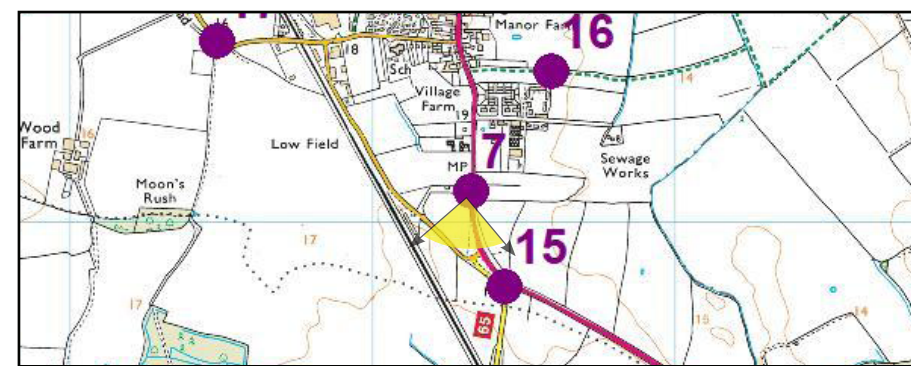 Manor Fa
16
18
Sch
14
Village
Farm
19
Wood
Farm
16
Low Field
7
MP
Sewage
Works
Moon's
Rush
17
15
17
65
15
14